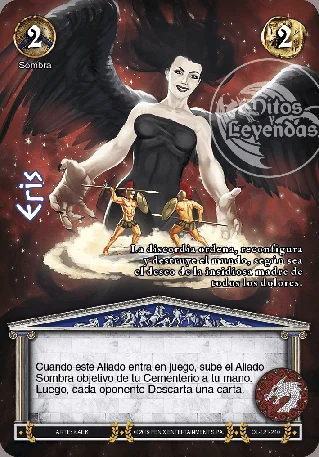 2
2
Sombra
Mitos y
Leyendas
Eris
La discordia ordena, reconfigura
y destruye el mundo, según sea
el deseo de la insidiosa madre de
todos los dolores.
Cuando este Aliado entra en juego, sube el Aliado
Sombra objetivo de tu Cementerio a tu mano.
Luego, cada oponente Descarta una carta.